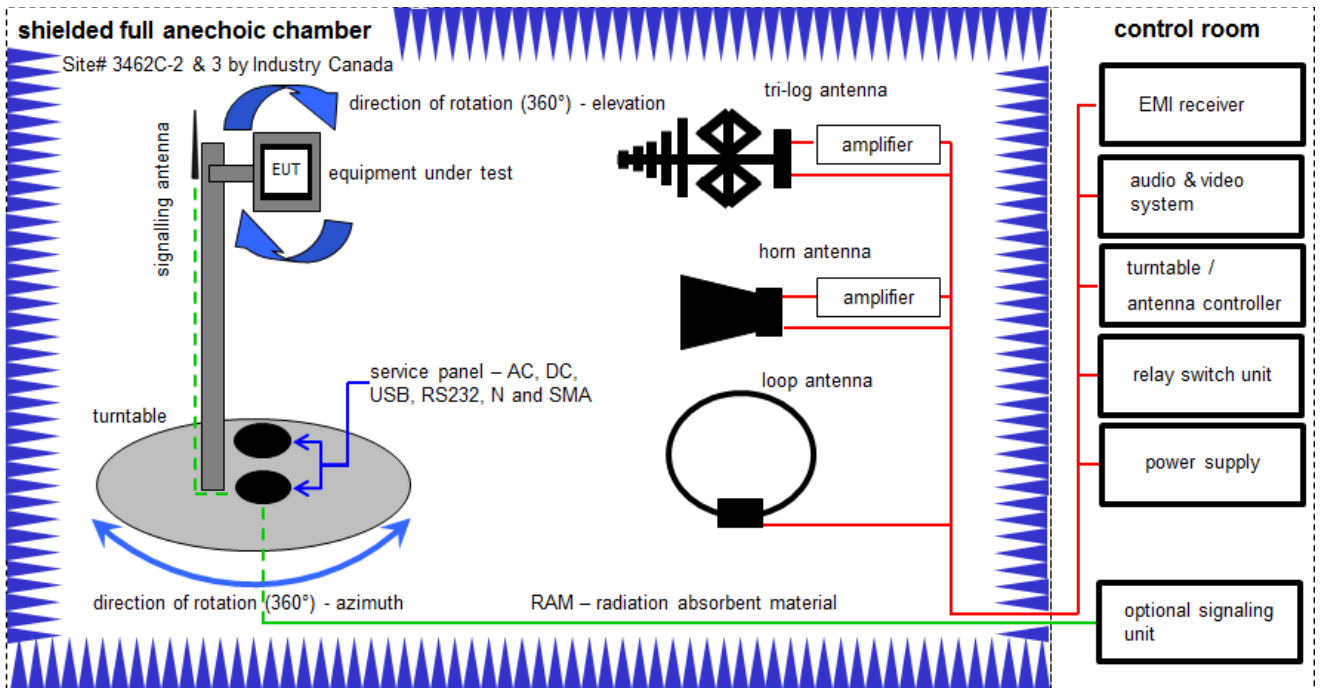 shielded full anechoic chamber
Site# 3462C-2 & 3 by Industry Canada
direction of rotation (360°) - elevation
signalling antenna
EUT
equipment under test
tri-log antenna
amplifier
horn antenna
amplifier
service panel – AC, DC,
USB, RS232, N and SMA
loop antenna
turntable
direction of rotation (360°) - azimuth
RAM – radiation absorbent material
control room
EMI receiver
audio & video
system
turntable /
antenna controller
relay switch unit
power supply
optional signaling
unit